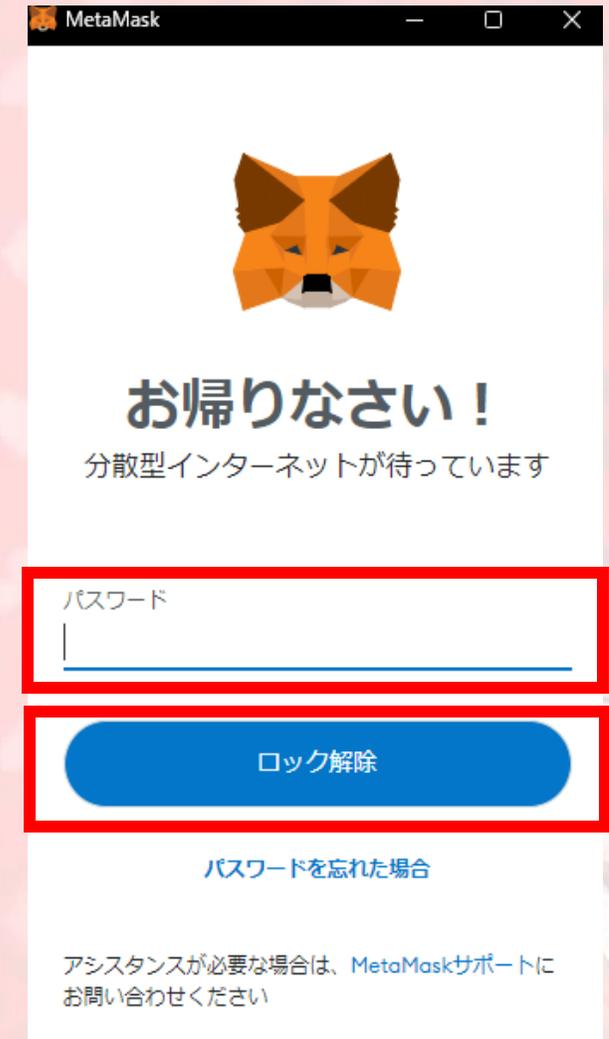 MetaMask
お帰りなさい！
分散型インターネットが待っています
パスワード
ロック解除
パスワードを忘れた場合
アシスタンスが必要な場合は、MetaMaskサポートに
お問い合わせください